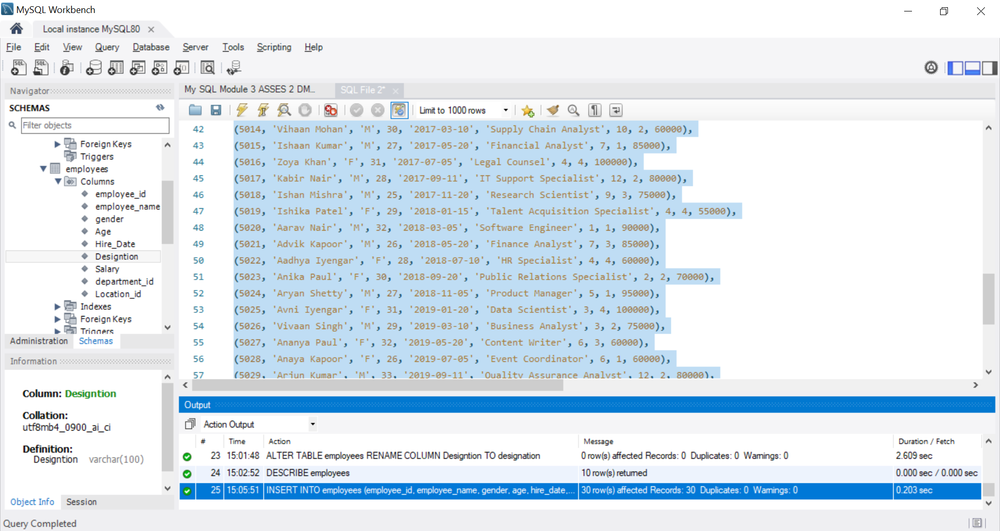 MySQL Workbench
Local instance MySQL80
File Edit View Query Database Server Tools Scripting Help
Navigator
SCHEMAS
Filter objects
Foreign Keys
Triggers
employees
Columns
employee_id
employee_name
gender
Age
Hire_Date
Designtion
Salary
department_id
Location_id
Indexes
Foreign Keys
Triggers
Administration Schemas
Information
Column: Designtion
Collation:
utf8mb4_0900_ai_ci
Definition:
Designtion varchar(100)
Object Info Session
My SQL Module 3 ASSES 2 DM... SQL File 2*
Limit to 1000 rows
42 (5014, 'Vihaan Mohan', 'M', 30, '2017-03-10', 'Supply Chain Analyst', 10, 2, 60000),
43 (5015, 'Ishaan Kumar', 'M', 27, '2017-05-20', 'Financial Analyst', 7, 1, 85000),
44 (5016, 'Zoya Khan', 'F', 31, '2017-07-05', 'Legal Counsel', 4, 4, 100000),
45 (5017, 'Kabir Nair', 'M', 28, '2017-09-11', 'IT Support Specialist', 12, 2, 80000),
46 (5018, 'Ishan Mishra', 'M', 25, '2017-11-20', 'Research Scientist', 9, 3, 75000),
47 (5019, 'Ishika Patel', 'F', 29, '2018-01-15', 'Talent Acquisition Specialist', 4, 4, 55000),
48 (5020, 'Aarav Nair', 'M', 32, '2018-03-05', 'Software Engineer', 1, 1, 90000),
49 (5021, 'Advik Kapoor', 'M', 26, '2018-05-20', 'Finance Analyst', 7, 3, 85000),
50 (5022, 'Aadhya Iyengar', 'F', 28, '2018-07-10', 'HR Specialist', 4, 4, 60000),
51 (5023, 'Anika Paul', 'F', 30, '2018-09-20', 'Public Relations Specialist', 2, 2, 70000),
52 (5024, 'Aryan Shetty', 'M', 27, '2018-11-05', 'Product Manager', 5, 1, 95000),
53 (5025, 'Avni Iyengar', 'F', 31, '2019-01-20', 'Data Scientist', 3, 4, 100000),
54 (5026, 'Vivaan Singh', 'M', 29, '2019-03-10', 'Business Analyst', 3, 2, 75000),
55 (5027, 'Ananya Paul', 'F', 32, '2019-05-20', 'Content Writer', 6, 3, 60000),
56 (5028, 'Anaya Kapoor', 'F', 26, '2019-07-05', 'Event Coordinator', 6, 1, 60000),
57 (5029, 'Arjun Kumar', 'M', 33, '2019-09-11', 'Quality Assurance Analyst', 12, 2, 80000),
Output
Action Output
# Time Action Message Duration / Fetch
23 15:01:48 ALTER TABLE employees RENAME COLUMN Designtion TO designation 0 row(s) affected Records: 0 Duplicates: 0 Warnings: 0 2.609 sec
24 15:02:52 DESCRIBE employees 10 row(s) returned 0.000 sec / 0.000 sec
25 15:05:51 INSERT INTO employees (employee_id, employee_name, gender, age, hire_date,... 30 row(s) affected Records: 30 Duplicates: 0 Warnings: 0 0.203 sec
Query Completed